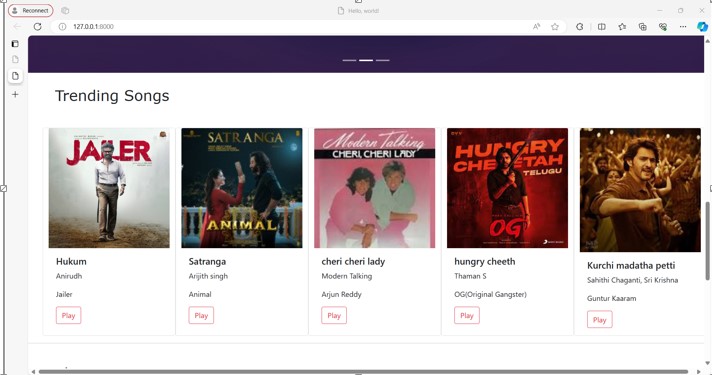 Reconnect
Hello, world!
127.0.0.1:8000
Trending Songs
JAILER
SATRANGA
ANIMAL
Modern Talking
CHERI, CHERI LADY
HUNGRY
CHEETAH
TELUGU
OG
Hukum
Anirudh
Jailer
Play
Satranga
Arijith singh
Animal
Play
cheri cheri lady
Modern Talking
Arjun Reddy
Play
hungry cheeth
Thaman S
OG(Original Gangster)
Play
Kurchi madatha petti
Sahithi Chaganti, Sri Krishna
Guntur Kaaram
Play